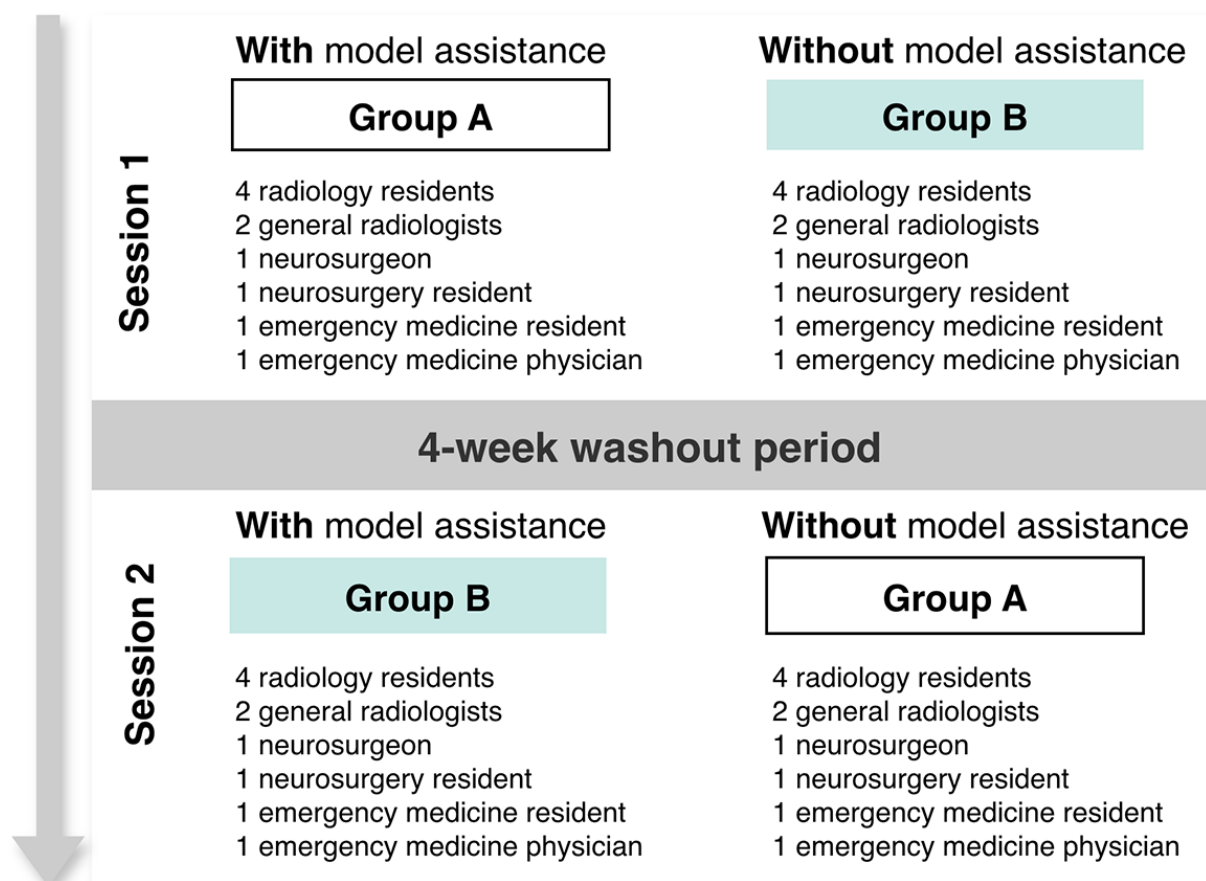 Session 1
With model assistance
Group A
4 radiology residents
2 general radiologists
1 neurosurgeon
1 neurosurgery resident
1 emergency medicine resident
1 emergency medicine physician
Without model assistance
Group B
4 radiology residents
2 general radiologists
1 neurosurgeon
1 neurosurgery resident
1 emergency medicine resident
1 emergency medicine physician
4-week washout period
Session 2
With model assistance
Group B
4 radiology residents
2 general radiologists
1 neurosurgeon
1 neurosurgery resident
1 emergency medicine resident
1 emergency medicine physician
Without model assistance
Group A
4 radiology residents
2 general radiologists
1 neurosurgeon
1 neurosurgery resident
1 emergency medicine resident
1 emergency medicine physician